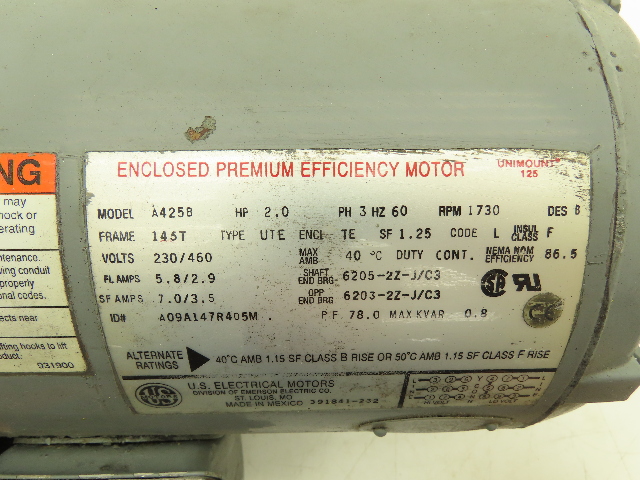 NG
may
hock or
erating
ntenance.
ving conduit
properly
onal codes.
ects near
fting hooks to lift
oduct.
031900
ENCLOSED PREMIUM EFFICIENCY MOTOR
UNIMOUNT®
125
MODEL A425B HP 2.0 PH 3 HZ 60 RPM 1730 DES B
FRAME 145T TYPE UTE ENCL TE SF 1.25 CODE L INSUL CLASS F
VOLTS 230/460 MAX AMB 40 °C DUTY CONT. NEMA NOM EFFICIENCY 86.5
FL AMPS 5.8/2.9 SHAFT END BRG 6205-2Z-J/C3
SF AMPS 7.0/3.5 OPP END BRG 6203-2Z-J/C3
ID# A09A147R405M . P F 78.0 MAX KVAR 0.8
ALTERNATE RATINGS 40°C AMB 1.15 SF CLASS B RISE OR 50°C AMB 1.15 SF CLASS F RISE
U.S. ELECTRICAL MOTORS
DIVISION OF EMERSON ELECTRIC CO.
ST. LOUIS, MO
MADE IN MEXICO 391841-232